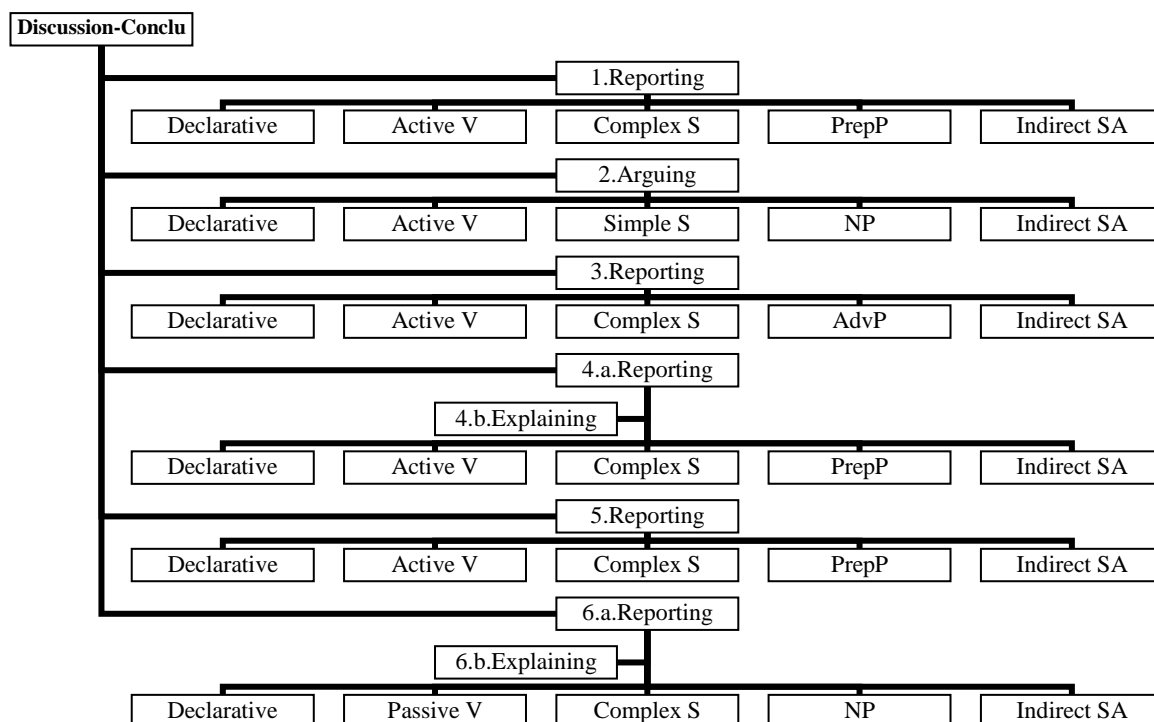 Discussion-Conclu
1.Reporting
Declarative Active V Complex S PrepP Indirect SA
2.Arguing
Declarative Active V Simple S NP Indirect SA
3.Reporting
Declarative Active V Complex S AdvP Indirect SA
4.a.Reporting
4.b.Explaining
Declarative Active V Complex S PrepP Indirect SA
5.Reporting
Declarative Active V Complex S PrepP Indirect SA
6.a.Reporting
6.b.Explaining
Declarative Passive V Complex S NP Indirect SA